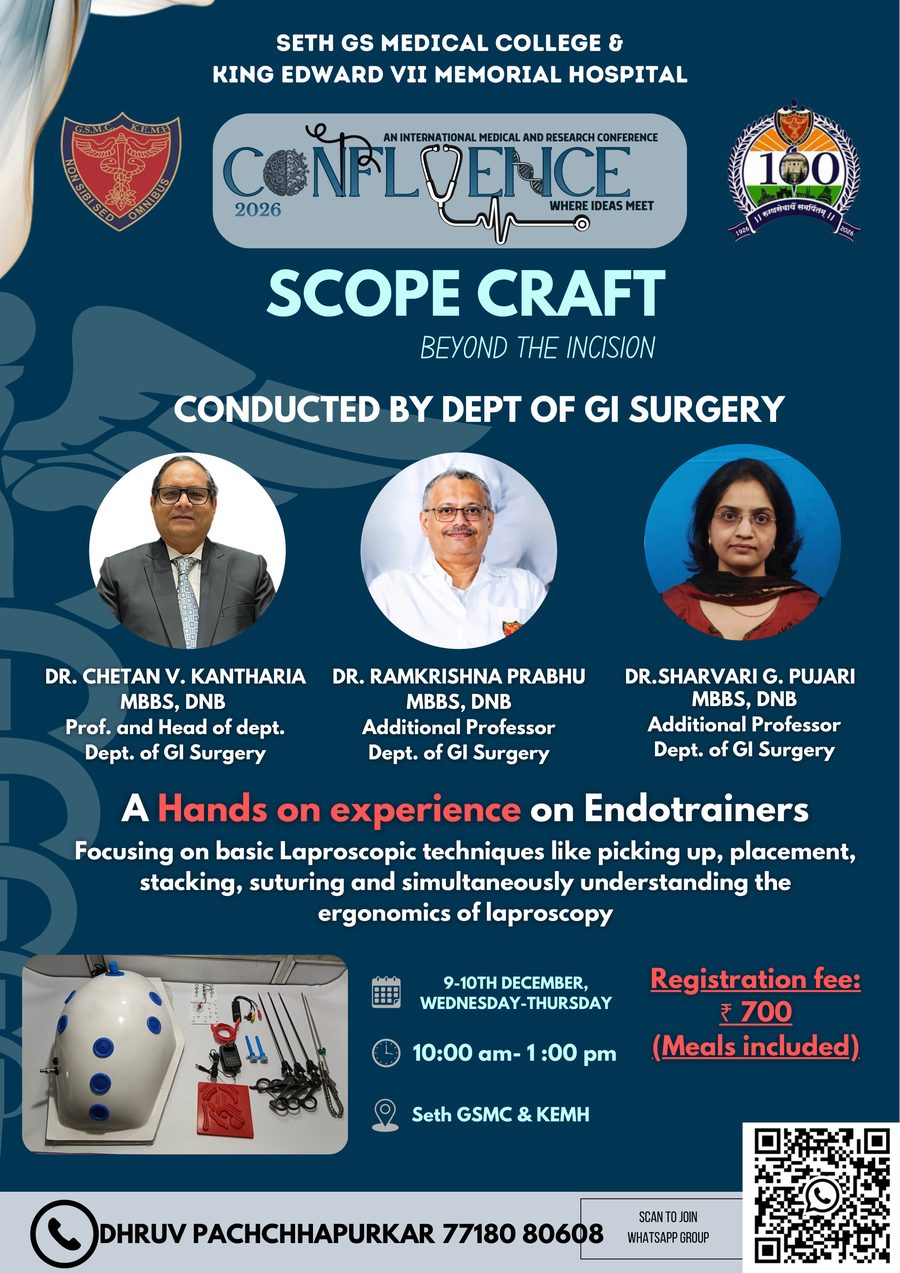 SETH GS MEDICAL COLLEGE &
KING EDWARD VII MEMORIAL HOSPITAL
G.S.M.C. K.E.M.H.
NON SIBI SED OMNIBUS
AN INTERNATIONAL MEDICAL AND RESEARCH CONFERENCE
CONFLUENCE
2026
WHERE IDEAS MEET
100
1926
2026
SCOPE CRAFT
BEYOND THE INCISION
CONDUCTED BY DEPT OF GI SURGERY
DR. CHETAN V. KANTHARIA
MBBS, DNB
Prof. and Head of dept.
Dept. of GI Surgery
DR. RAMKRISHNA PRABHU
MBBS, DNB
Additional Professor
Dept. of GI Surgery
DR.SHARVARI G. PUJARI
MBBS, DNB
Additional Professor
Dept. of GI Surgery
A Hands on experience on Endotrainers
Focusing on basic Laproscopic techniques like picking up, placement,
stacking, suturing and simultaneously understanding the
ergonomics of laproscopy
9-10TH DECEMBER,
WEDNESDAY-THURSDAY
10:00 am- 1 :00 pm
Seth GSMC & KEMH
Registration fee:
₹ 700
(Meals included)
DHRUV PACHCHHAPURKAR 77180 80608
SCAN TO JOIN
WHATSAPP GROUP